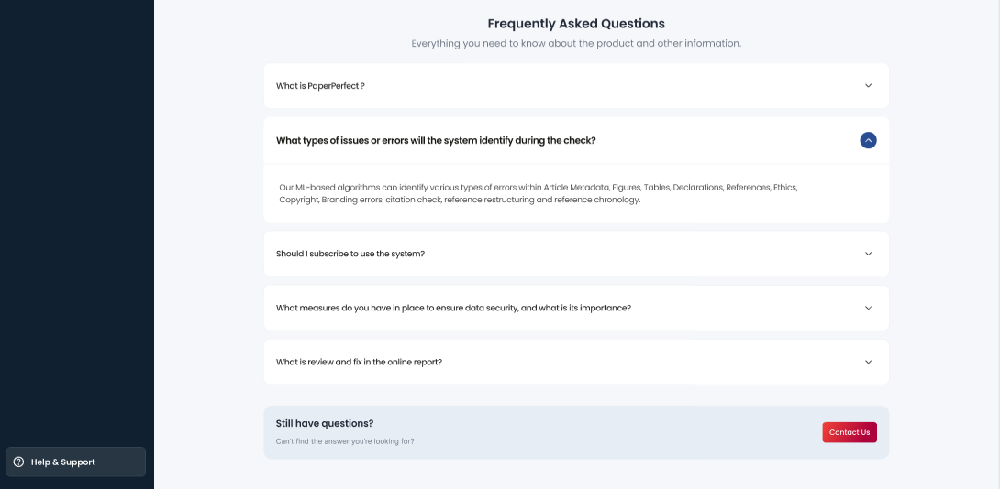 Frequently Asked Questions
Everything you need to know about the product and other information.
What is PaperPerfect ?
What types of issues or errors will the system identify during the check?
Our ML-based algorithms can identify various types of errors within Article Metadata, Figures, Tables, Declarations, References, Ethics,
Copyright, Branding errors, citation check, reference restructuring and reference chronology.
Should I subscribe to use the system?
What measures do you have in place to ensure data security, and what is its importance?
What is review and fix in the online report?
Still have questions?
Can't find the answer you're looking for?
Contact Us
Help & Support